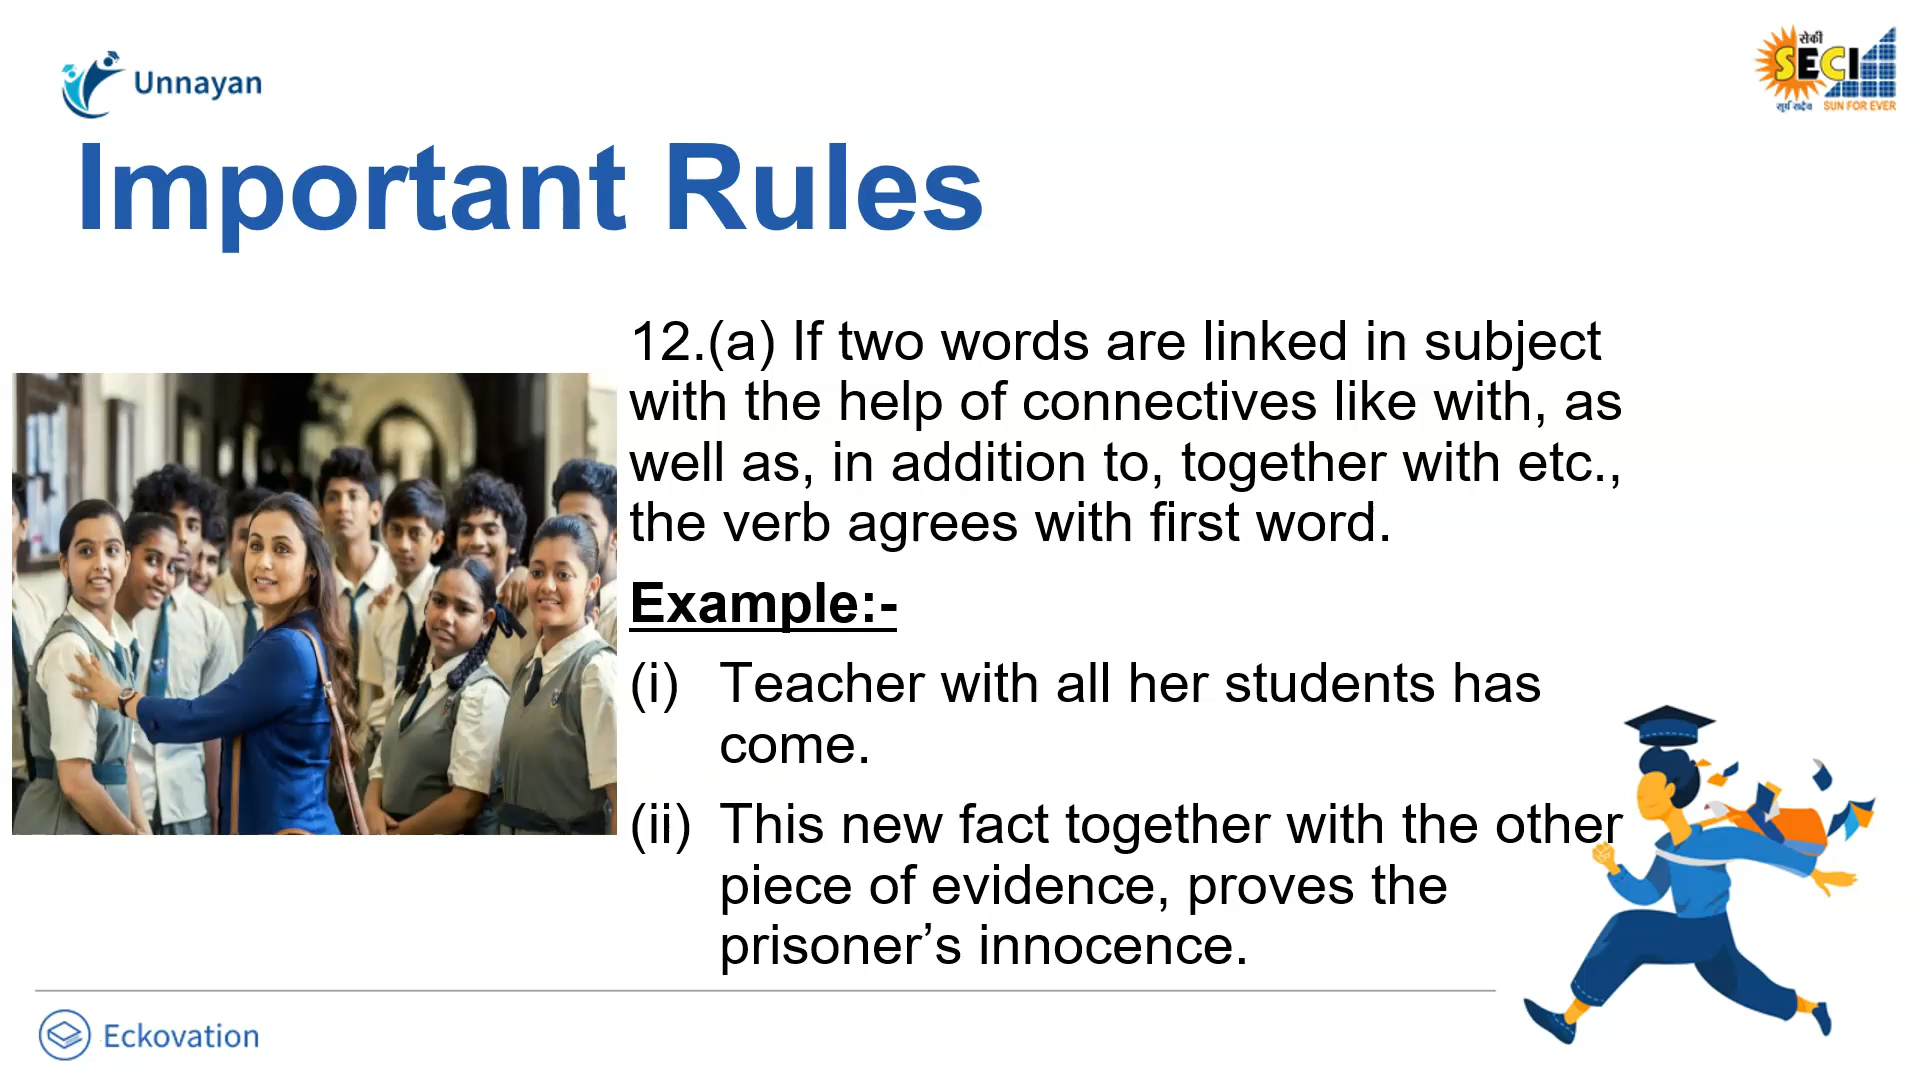 Unnayan
सेकी
SECI
सूर्य सदैव SUN FOR EVER
Important Rules
12.(a) If two words are linked in subject
with the help of connectives like with, as
well as, in addition to, together with etc.,
the verb agrees with first word.
Example:-
(i) Teacher with all her students has
come.
(ii) This new fact together with the other
piece of evidence, proves the
prisoner’s innocence.
Eckovation